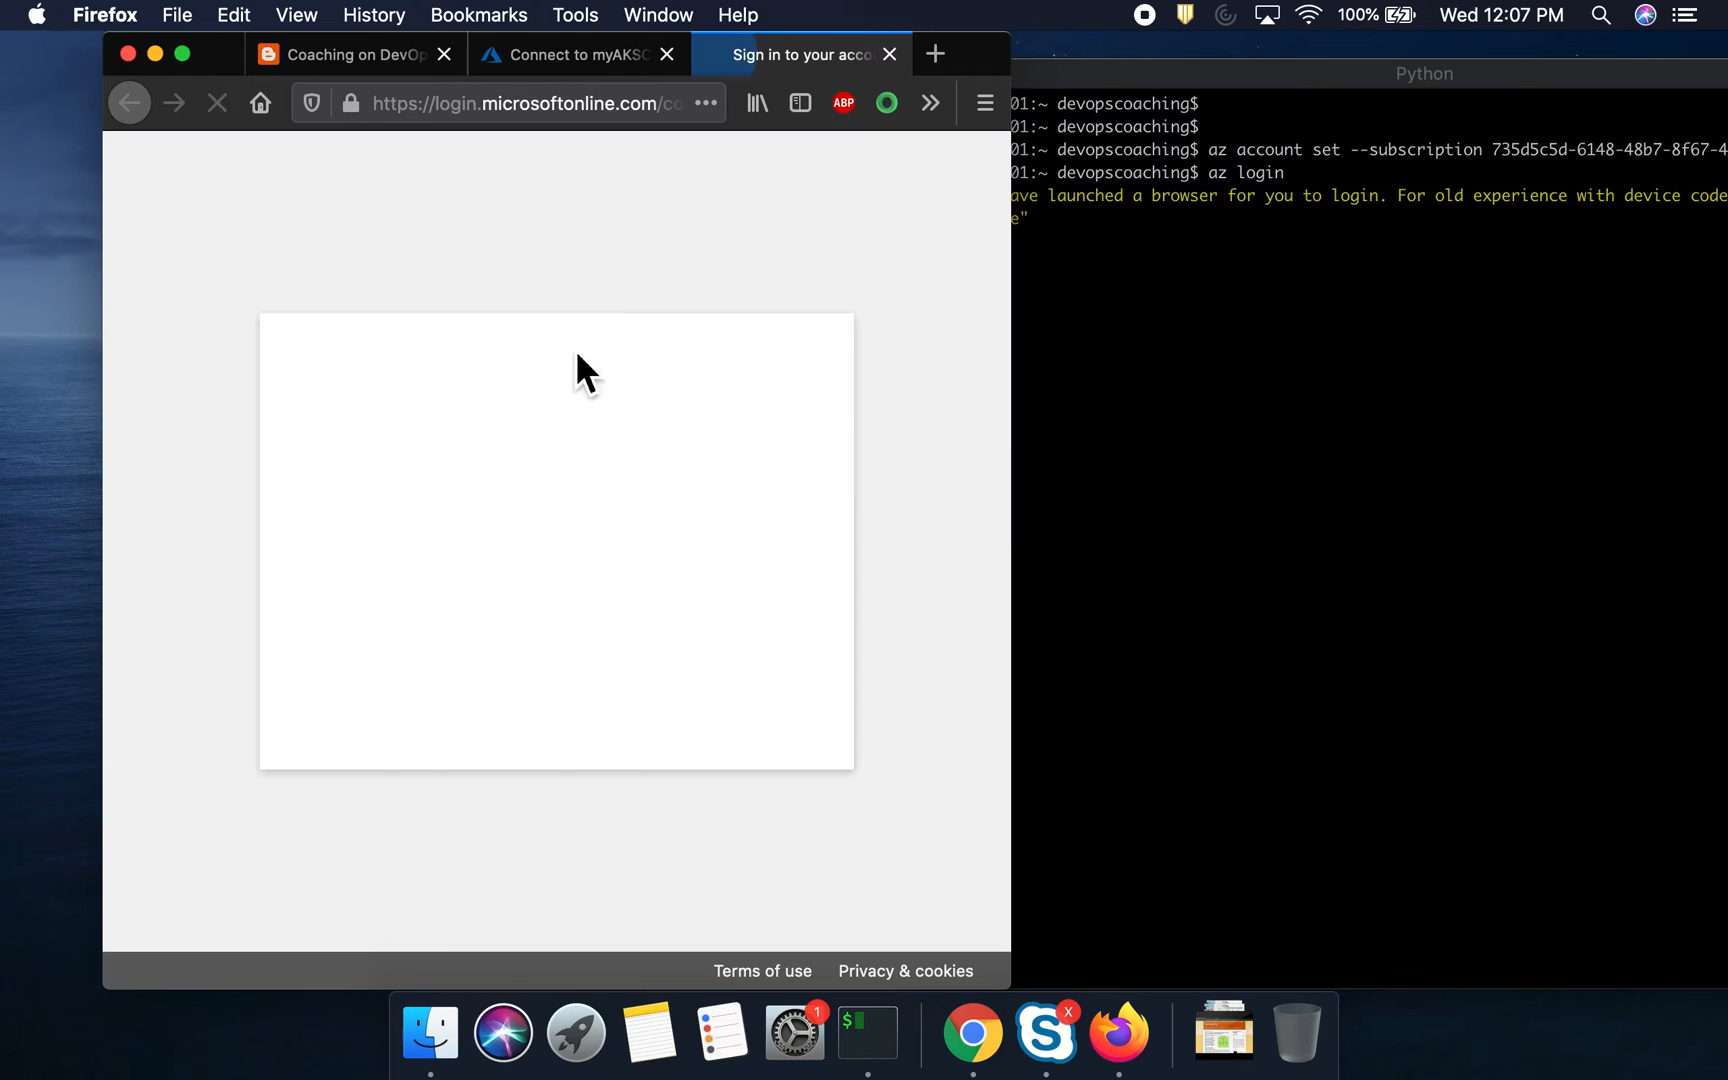 Firefox File Edit View History Bookmarks Tools Window Help
100% Wed 12:07 PM
Coaching on DevOp
Connect to myAKSC
Sign in to your acco
https://login.microsoftonline.com/co
ABP
Python
01:~ devopscoaching$
01:~ devopscoaching$
01:~ devopscoaching$ az account set --subscription 735d5c5d-6148-48b7-8f67-4
01:~ devopscoaching$ az login
ave launched a browser for you to login. For old experience with device code
e"
Terms of use Privacy & cookies
1
$
S
X